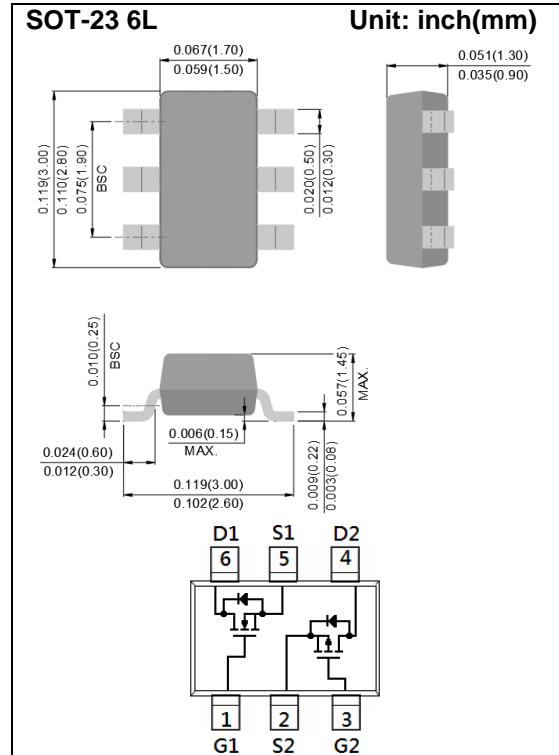 SOT-23 6L Unit: inch(mm)
0.067(1.70)
0.059(1.50)
0.051(1.30)
0.035(0.90)
0.119(3.00)
0.110(2.80)
0.075(1.90)
BSC
0.020(0.50)
0.012(0.30)
0.010(0.25)
BSC
0.057(1.45)
MAX.
0.006(0.15)
MAX.
0.024(0.60)
0.012(0.30)
0.009(0.22)
0.003(0.08)
0.119(3.00)
0.102(2.60)
D1 S1 D2
6 5 4
1 2 3
G1 S2 G2